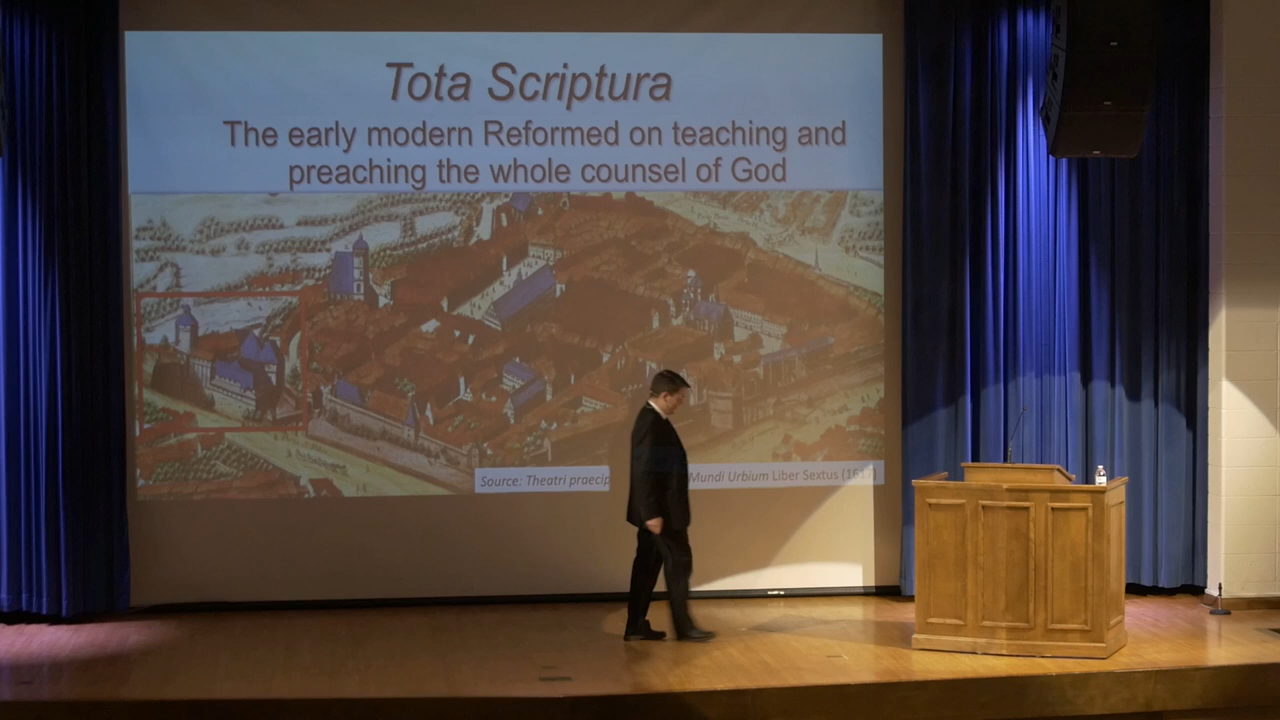 Tota Scriptura
The early modern Reformed on teaching and
preaching the whole counsel of God
Source: Theatri praecip Mundi Urbium Liber Sextus (1617)